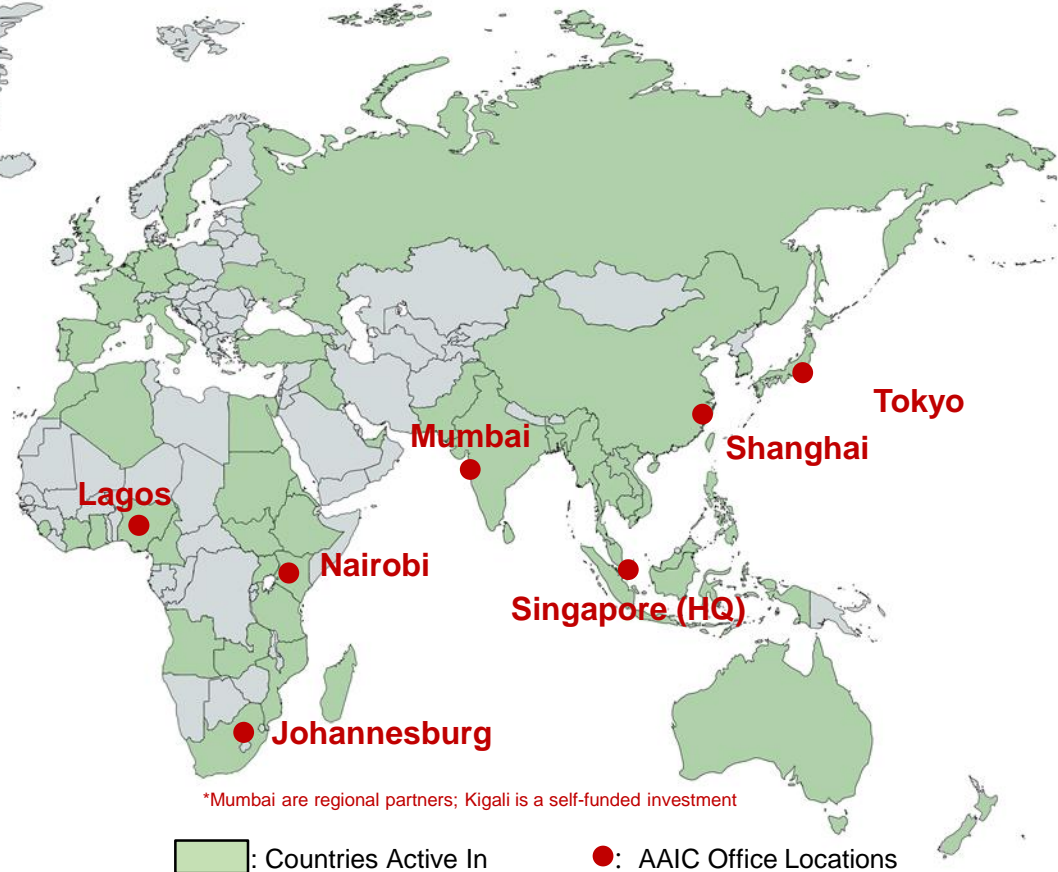 Tokyo
Mumbai
Shanghai
Lagos
Nairobi
Singapore (HQ)
Johannesburg
*Mumbai are regional partners; Kigali is a self-funded investment
: Countries Active In
: AAIC Office Locations